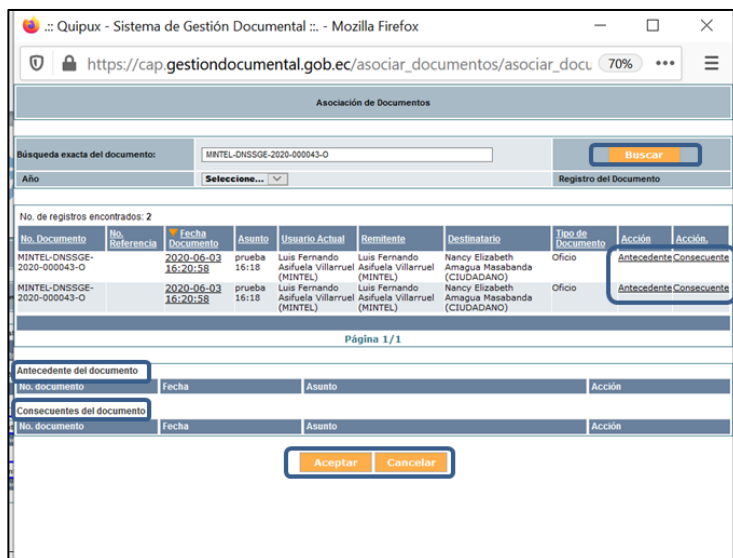 .:: Quipux - Sistema de Gestión Documental ::. - Mozilla Firefox
https://cap.gestiondocumental.gob.ec/asociar_documentos/asociar_docu 70%
Asociación de Documentos
Búsqueda exacta del documento: MINTEL-DNSSGE-2020-000043-O Buscar
Año Seleccione... Registro del Documento
No. de registros encontrados: 2
No. Documento No. Referencia Fecha Documento Asunto Usuario Actual Remitente Destinatario Tipo de Documento Acción Acción.
MINTEL-DNSSGE- 2020-06-03 prueba Luis Fernando Luis Fernando Nancy Elizabeth Oficio Antecedente Consecuente
2020-000043-O 16:20:58 16:18 Asifuela Villarruel Asifuela Villarruel Amagua Masabanda
(MINTEL) (MINTEL) (CIUDADANO)
MINTEL-DNSSGE- 2020-06-03 prueba Luis Fernando Luis Fernando Nancy Elizabeth Oficio Antecedente Consecuente
2020-000043-O 16:20:58 16:18 Asifuela Villarruel Asifuela Villarruel Amagua Masabanda
(MINTEL) (MINTEL) (CIUDADANO)
Página 1/1
Antecedente del documento
No. documento Fecha Asunto Acción
Consecuentes del documento
No. documento Fecha Asunto Acción
Aceptar Cancelar